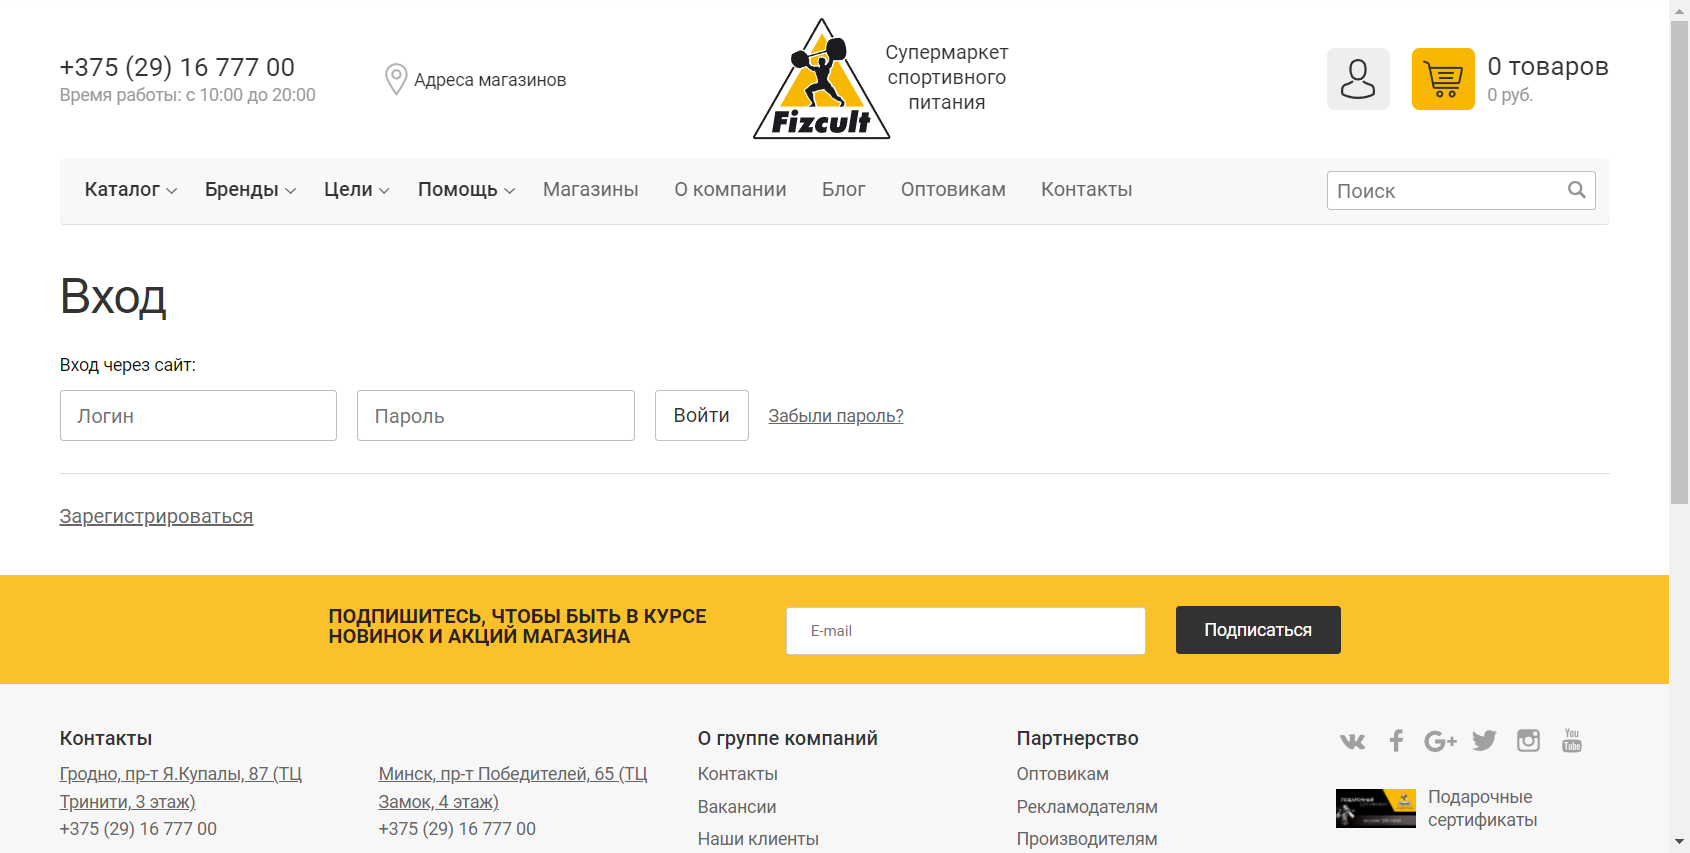 +375 (29) 16 777 00
Время работы: с 10:00 до 20:00
Адреса магазинов
Fizcult
Супермаркет
спортивного
питания
0 товаров
0 руб.
Каталог
Бренды
Цели
Помощь
Магазины
О компании
Блог
Оптовикам
Контакты
Поиск
Вход
Вход через сайт:
Логин
Пароль
Войти
Забыли пароль?
Зарегистрироваться
ПОДПИШИТЕСЬ, ЧТОБЫ БЫТЬ В КУРСЕ
НОВИНОК И АКЦИЙ МАГАЗИНА
E-mail
Подписаться
Контакты
Гродно, пр-т Я.Купалы, 87 (ТЦ
Тринити, 3 этаж)
+375 (29) 16 777 00
Минск, пр-т Победителей, 65 (ТЦ
Замок, 4 этаж)
+375 (29) 16 777 00
О группе компаний
Контакты
Вакансии
Наши клиенты
Партнерство
Оптовикам
Рекламодателям
Производителям
You
Tube
Подарочные
сертификаты